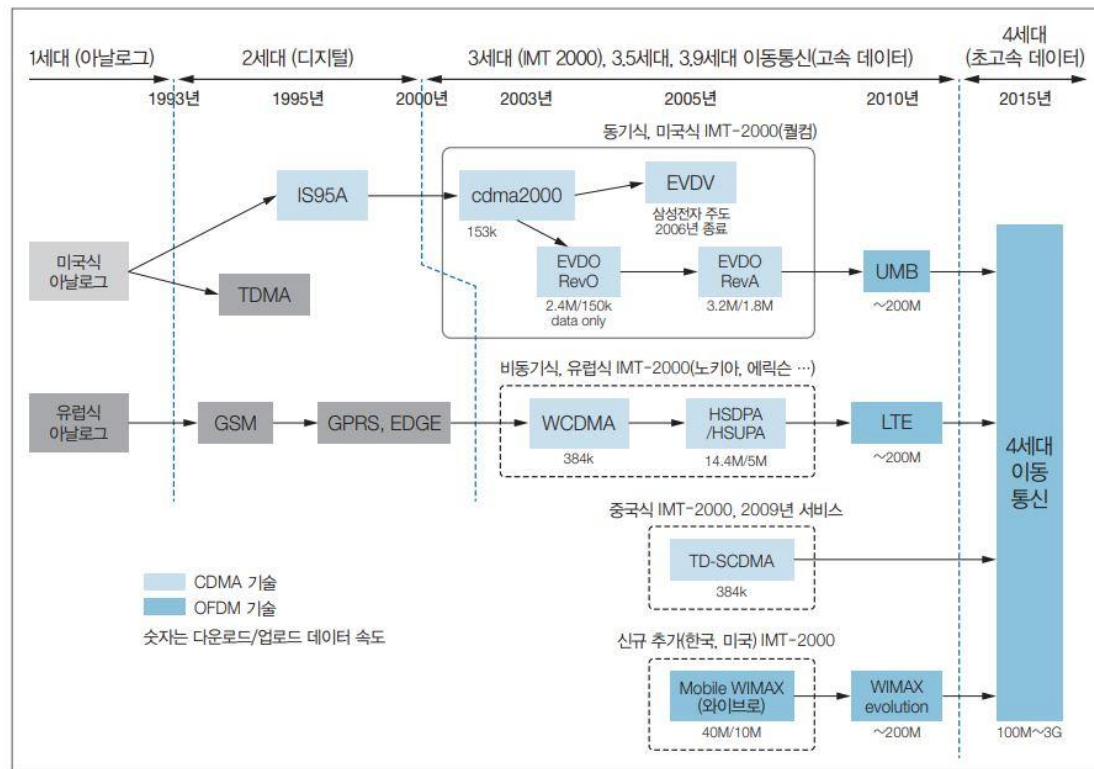 1세대 (아날로그)
2세대 (디지털)
3세대 (IMT 2000), 3.5세대, 3.9세대 이동통신(고속 데이터)
4세대
(초고속 데이터)
1993년
1995년
2000년
2003년
2005년
2010년
2015년
동기식, 미국식 IMT-2000(퀄컴)
IS95A
cdma2000
153k
EVDV
삼성전자 주도
2006년 종료
미국식
아날로그
TDMA
EVDO
RevO
2.4M/150k
data only
EVDO
RevA
3.2M/1.8M
UMB
~200M
비동기식, 유럽식 IMT-2000(노키아, 에릭슨 …)
유럽식
아날로그
GSM
GPRS, EDGE
WCDMA
384k
HSDPA
/HSUPA
14.4M/5M
LTE
~200M
4세대
이동
통신
중국식 IMT-2000, 2009년 서비스
TD-SCDMA
384k
CDMA 기술
OFDM 기술
숫자는 다운로드/업로드 데이터 속도
신규 추가(한국, 미국) IMT-2000
Mobile WIMAX
(와이브로)
40M/10M
WIMAX
evolution
~200M
100M~3G